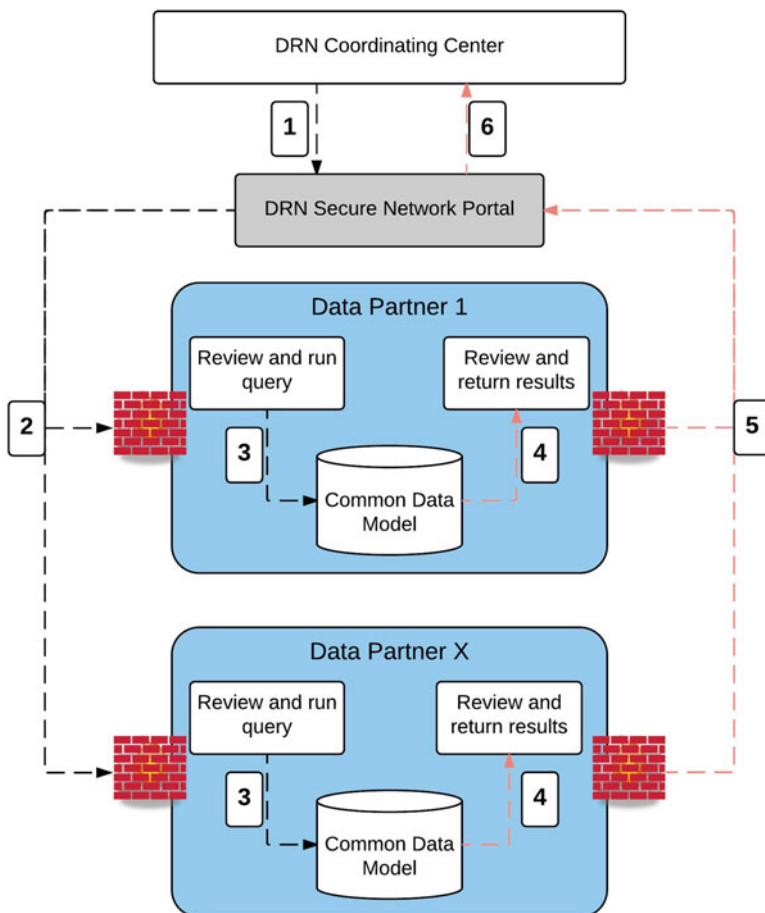 DRN Coordinating Center
1
6
DRN Secure Network Portal
Data Partner 1
Review and run
query
Review and
return results
2
3
4
5
Common Data
Model
Data Partner X
Review and run
query
Review and
return results
3
4
Common Data
Model